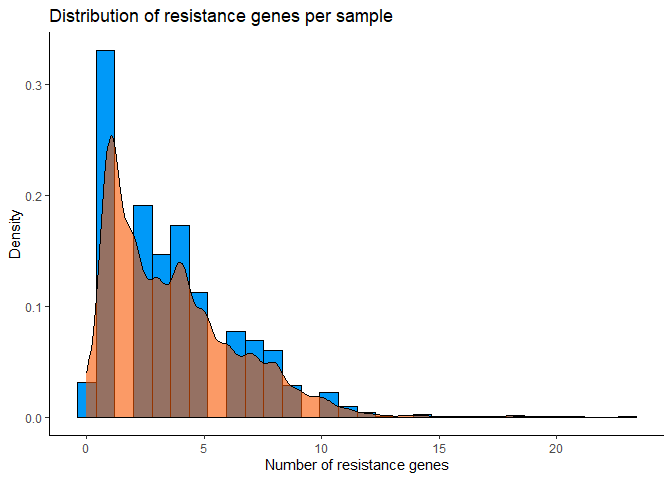 Distribution of resistance genes per sample
0.3
0.2
0.1
0.0
Density
0 5 10 15 20
Number of resistance genes